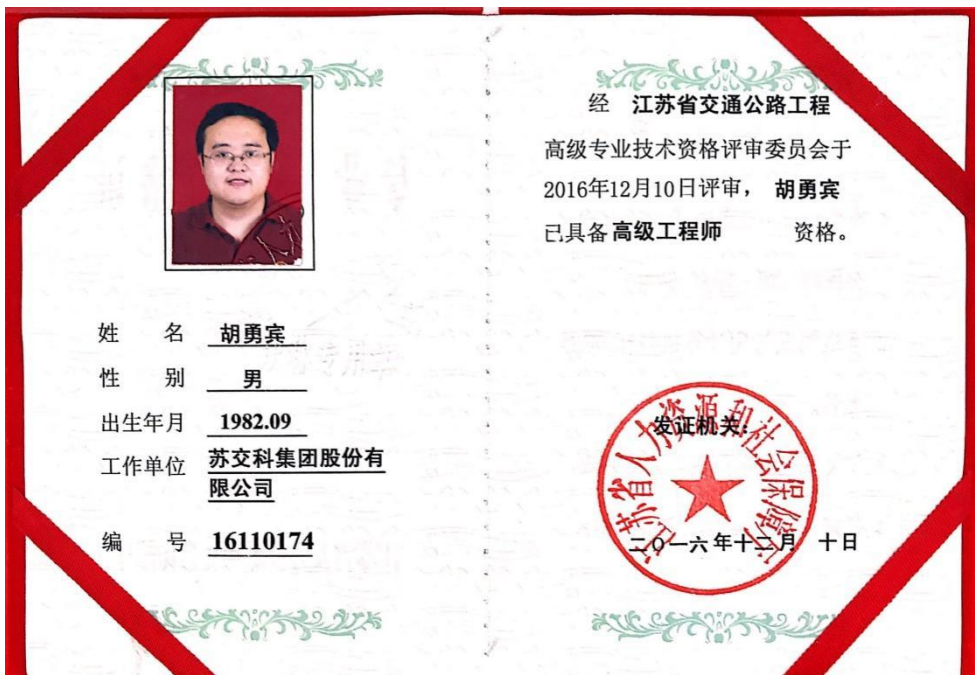 姓 名 胡勇宾
性 别 男
出生年月 1982.09
工作单位 苏交科集团股份有
限公司
编 号 16110174
经 江苏省交通公路工程
高级专业技术资格评审委员会于
2016年12月10日评审， 胡勇宾
已具备 高级工程师 资格。
江苏省人力资源和社会保障厅
发证机关：
二〇一六年十二月 十日